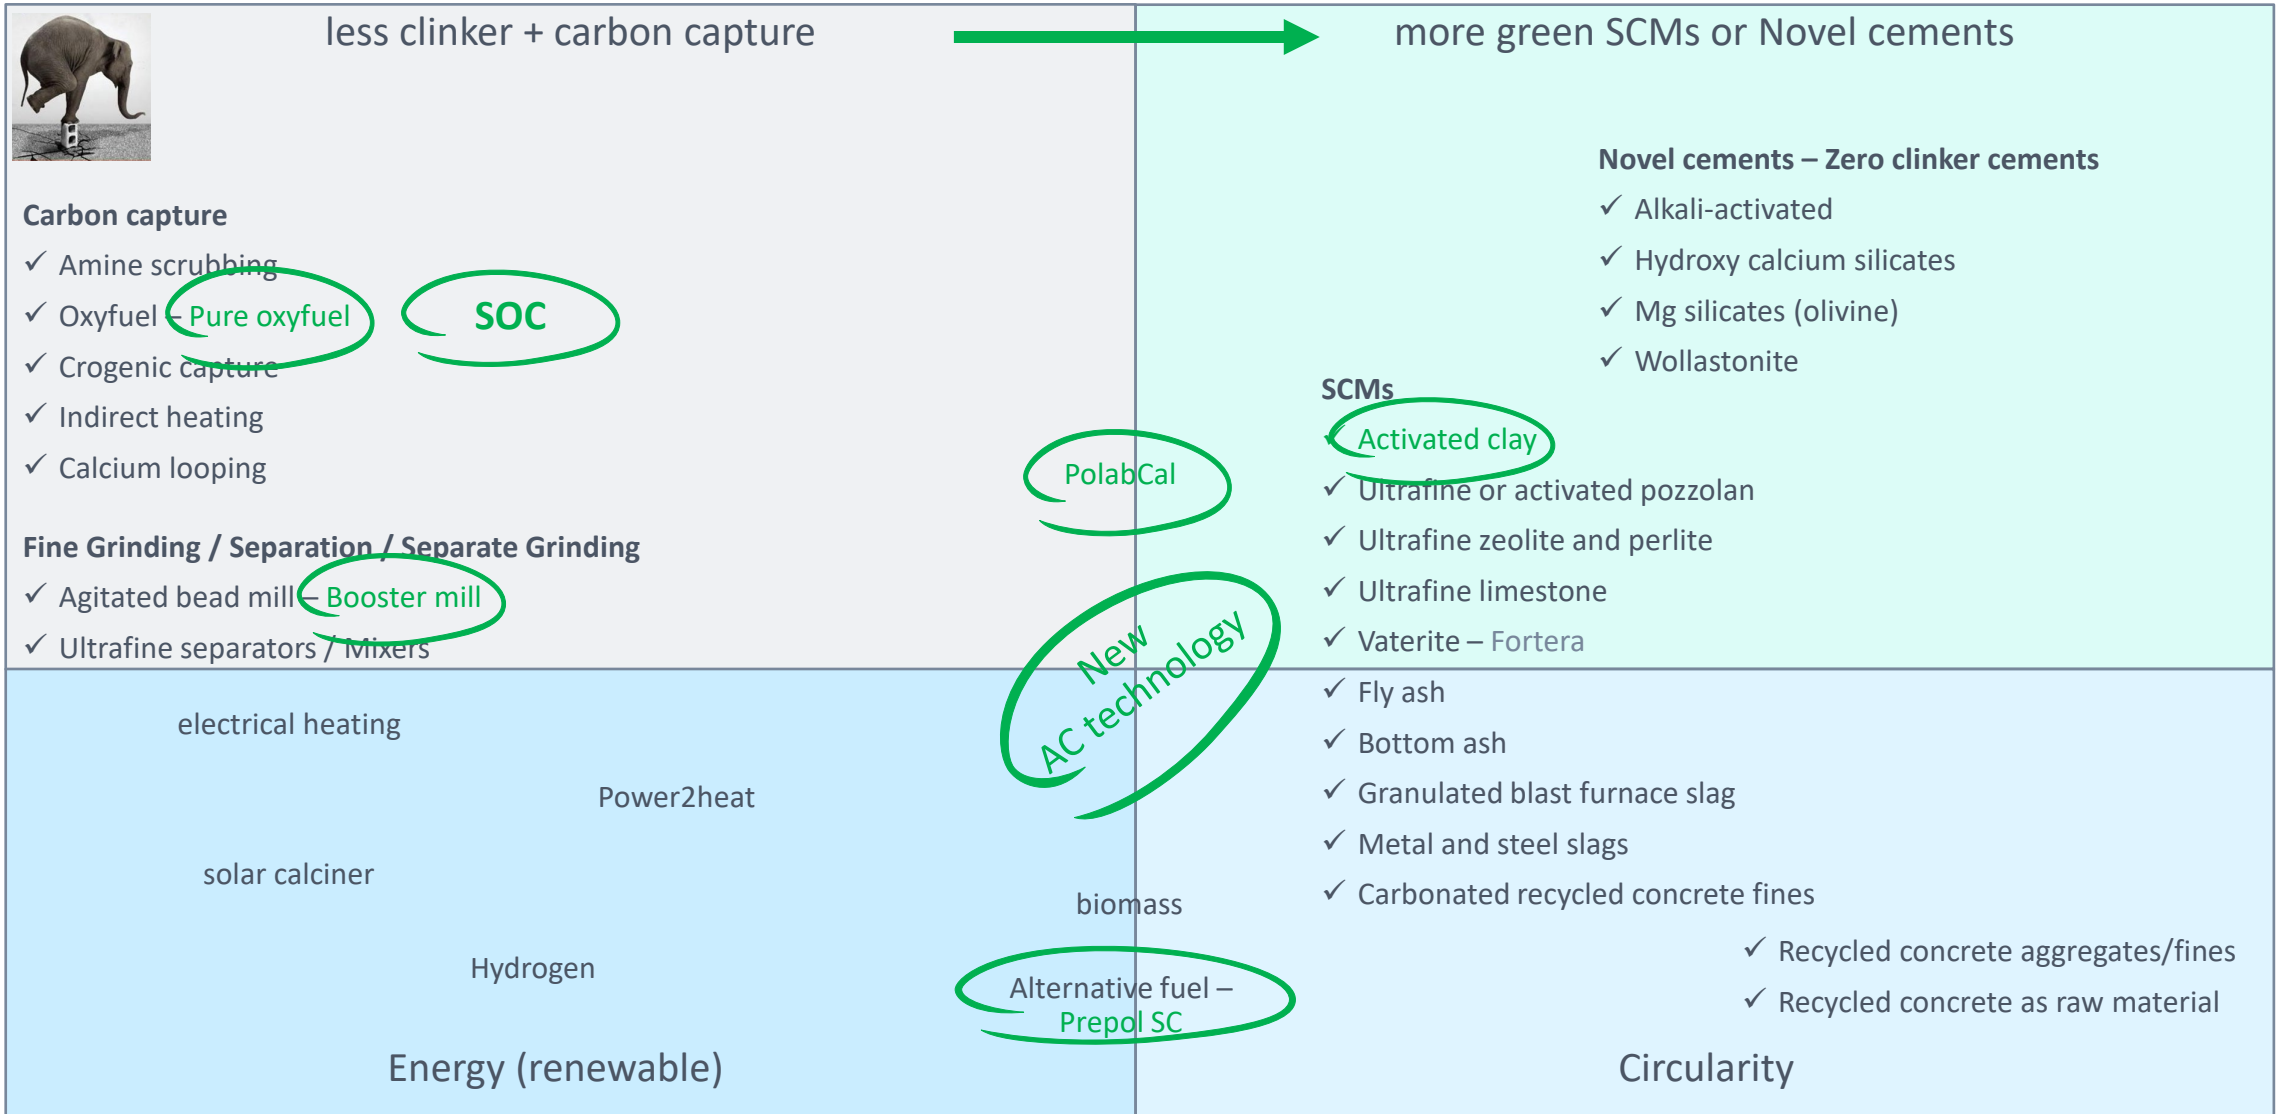 less clinker + carbon capture
more green SCMs or Novel cements
Carbon capture
✓ Amine scrubbing
✓ Oxyfuel – Pure oxyfuel
SOC
✓ Crogenic capture
✓ Indirect heating
✓ Calcium looping
Fine Grinding / Separation / Separate Grinding
✓ Agitated bead mill – Booster mill
✓ Ultrafine separators / Mixers
PolabCal
New
AC technology
Novel cements – Zero clinker cements
✓ Alkali-activated
✓ Hydroxy calcium silicates
✓ Mg silicates (olivine)
✓ Wollastonite
SCMs
✓ Activated clay
✓ Ultrafine or activated pozzolan
✓ Ultrafine zeolite and perlite
✓ Ultrafine limestone
✓ Vaterite – Fortera
✓ Fly ash
✓ Bottom ash
✓ Granulated blast furnace slag
✓ Metal and steel slags
✓ Carbonated recycled concrete fines
✓ Recycled concrete aggregates/fines
✓ Recycled concrete as raw material
electrical heating
Power2heat
solar calciner
biomass
Hydrogen
Alternative fuel –
Prepol SC
Energy (renewable)
Circularity